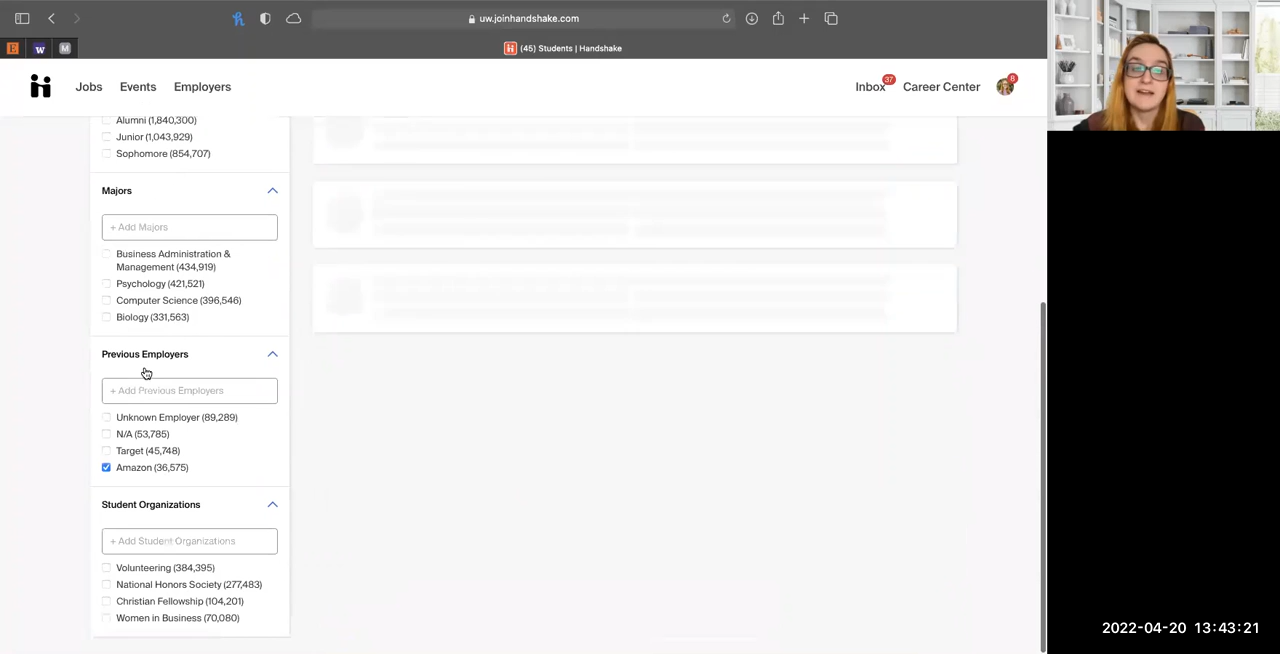 uw.joinhandshake.com
E
W
M
(45) Students | Handshake
Jobs
Events
Employers
Inbox
37
Career Center
8
Alumni (1,840,300)
Junior (1,043,929)
Sophomore (854,707)
Majors
+ Add Majors
Business Administration &
Management (434,919)
Psychology (421,521)
Computer Science (396,546)
Biology (331,563)
Previous Employers
+ Add Previous Employers
Unknown Employer (89,289)
N/A (53,785)
Target (45,748)
Amazon (36,575)
Student Organizations
+ Add Student Organizations
Volunteering (384,395)
National Honors Society (277,483)
Christian Fellowship (104,201)
Women in Business (70,080)
2022-04-20 13:43:21